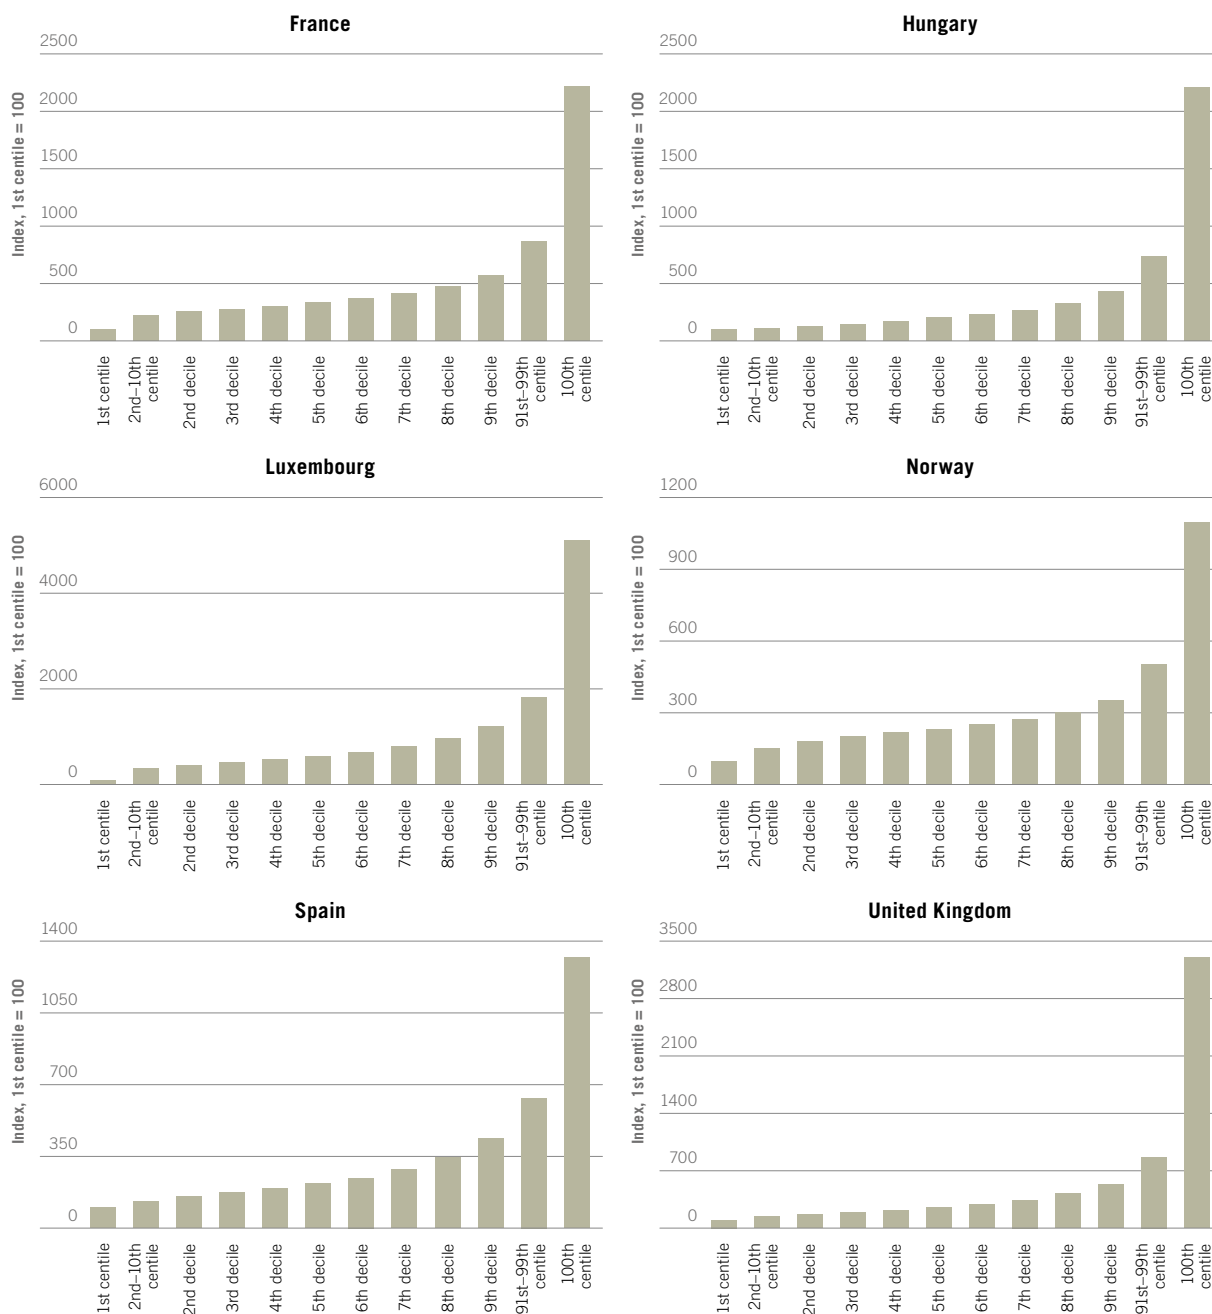 France
2500
2000
1500
1000
500
0
Index, 1st centile = 100
1st centile
2nd–10th
centile
2nd decile
3rd decile
4th decile
5th decile
6th decile
7th decile
8th decile
9th decile
91st–99th
centile
100th
centile
Hungary
2500
2000
1500
1000
500
0
Index, 1st centile = 100
1st centile
2nd–10th
centile
2nd decile
3rd decile
4th decile
5th decile
6th decile
7th decile
8th decile
9th decile
91st–99th
centile
100th
centile
Luxembourg
6000
4000
2000
0
Index, 1st centile = 100
1st centile
2nd–10th
centile
2nd decile
3rd decile
4th decile
5th decile
6th decile
7th decile
8th decile
9th decile
91st–99th
centile
100th
centile
Norway
1200
900
600
300
0
Index, 1st centile = 100
1st centile
2nd–10th
centile
2nd decile
3rd decile
4th decile
5th decile
6th decile
7th decile
8th decile
9th decile
91st–99th
centile
100th
centile
Spain
1400
1050
700
350
0
Index, 1st centile = 100
1st centile
2nd–10th
centile
2nd decile
3rd decile
4th decile
5th decile
6th decile
7th decile
8th decile
9th decile
91st–99th
centile
100th
centile
United Kingdom
3500
2800
2100
1400
700
0
Index, 1st centile = 100
1st centile
2nd–10th
centile
2nd decile
3rd decile
4th decile
5th decile
6th decile
7th decile
8th decile
9th decile
91st–99th
centile
100th
centile